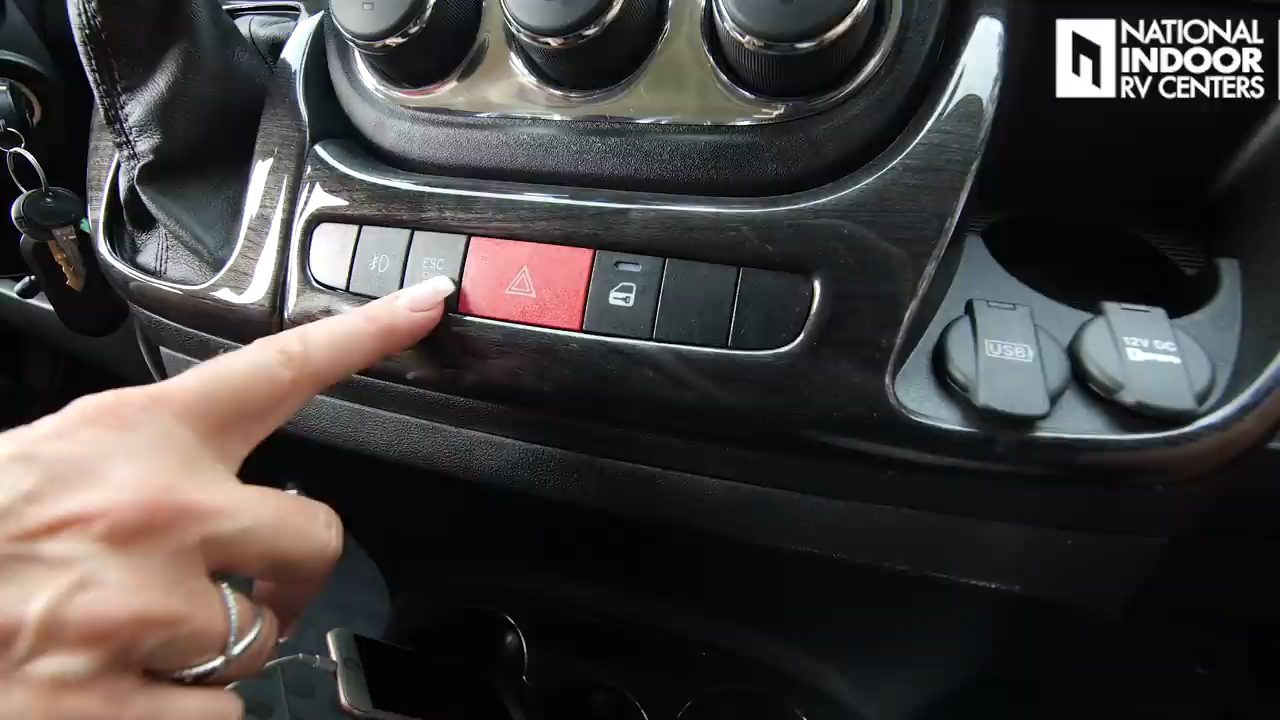 NATIONAL
INDOOR
RV CENTERS
ESC
USB
12V DC